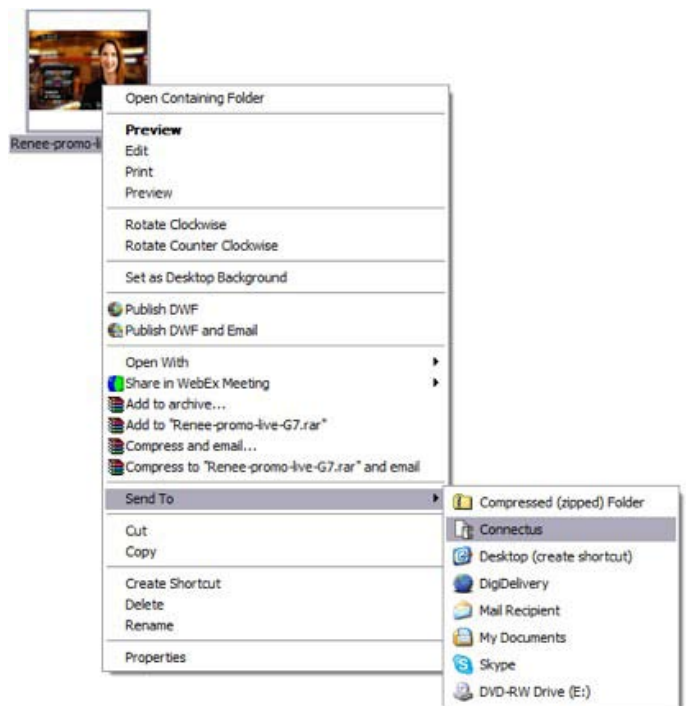 Renee-promo-li
Open Containing Folder
Preview
Edit
Print
Preview
Rotate Clockwise
Rotate Counter Clockwise
Set as Desktop Background
Publish DWF
Publish DWF and Email
Open With
Share in WebEx Meeting
Add to archive...
Add to "Renee-promo-live-G7.rar"
Compress and email...
Compress to "Renee-promo-live-G7.rar" and email
Send To
Cut
Copy
Create Shortcut
Delete
Rename
Properties
Compressed (zipped) Folder
Connectus
Desktop (create shortcut)
DigiDelivery
Mail Recipient
My Documents
Skype
DVD-RW Drive (E:)